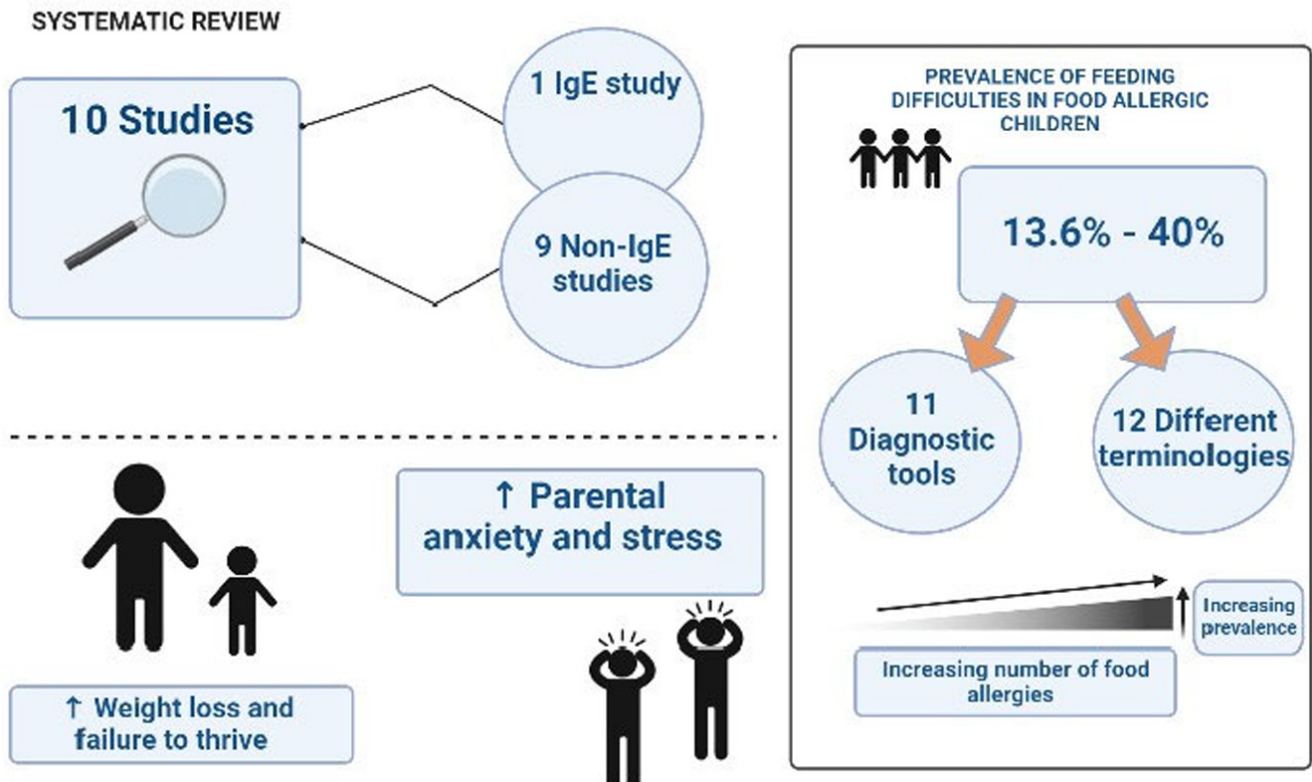 SYSTEMATIC REVIEW
10 Studies
1 IgE study
9 Non-IgE
studies
↑ Weight loss and
failure to thrive
↑ Parental
anxiety and stress
PREVALENCE OF FEEDING
DIFFICULTIES IN FOOD ALLERGIC
CHILDREN
13.6% - 40%
11
Diagnostic
tools
12 Different
terminologies
Increasing
prevalence
Increasing number of food
allergies